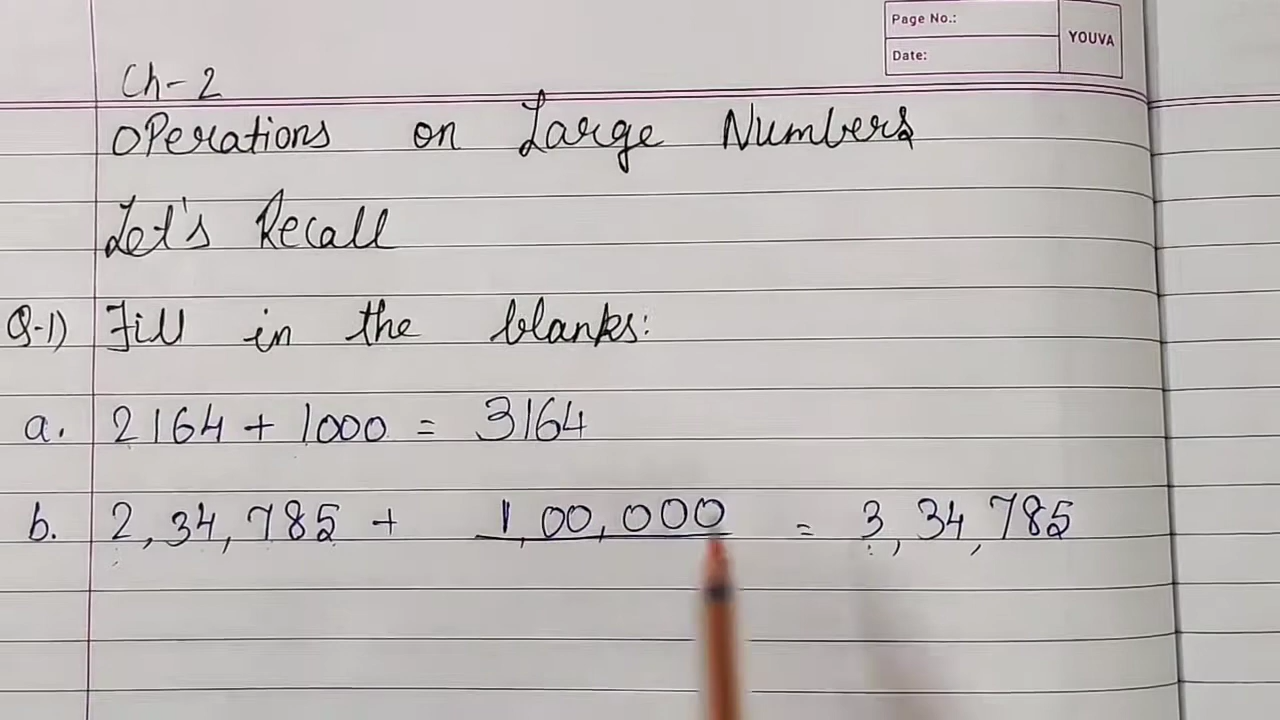 Page No.:
Date:
YOUVA
Ch-2
Operations on Large Numbers
Let's Recall
Q-1) Fill in the blanks:
a. 2164 + 1000 = 3164
b. 2,34,785 + 1,00,000 = 3,34,785